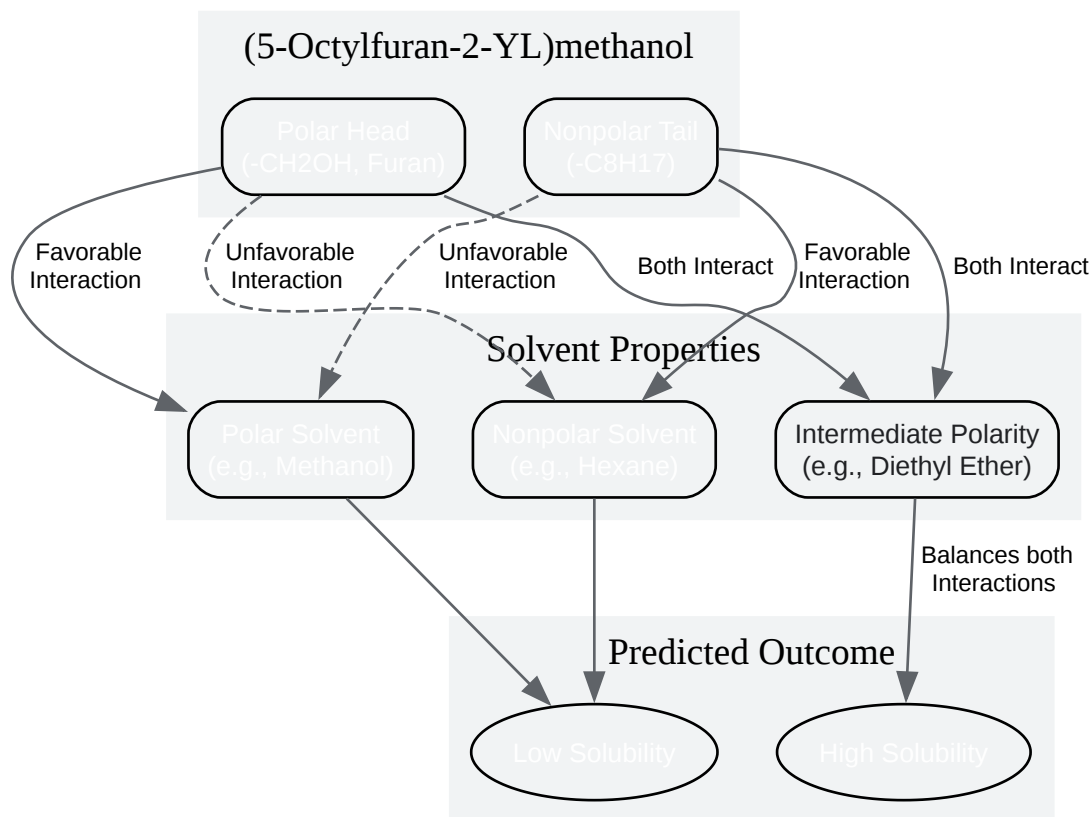 (5-Octylfuran-2-YL)methanol
Polar Head
(-CH2OH, Furan)
Nonpolar Tail
(-C8H17)
Favorable
Interaction
Unfavorable
Interaction
Unfavorable
Interaction
Both Interact
Favorable
Interaction
Both Interact
Solvent Properties
Polar Solvent
(e.g., Methanol)
Nonpolar Solvent
(e.g., Hexane)
Intermediate Polarity
(e.g., Diethyl Ether)
Balances both
Interactions
Predicted Outcome
Low Solubility
High Solubility